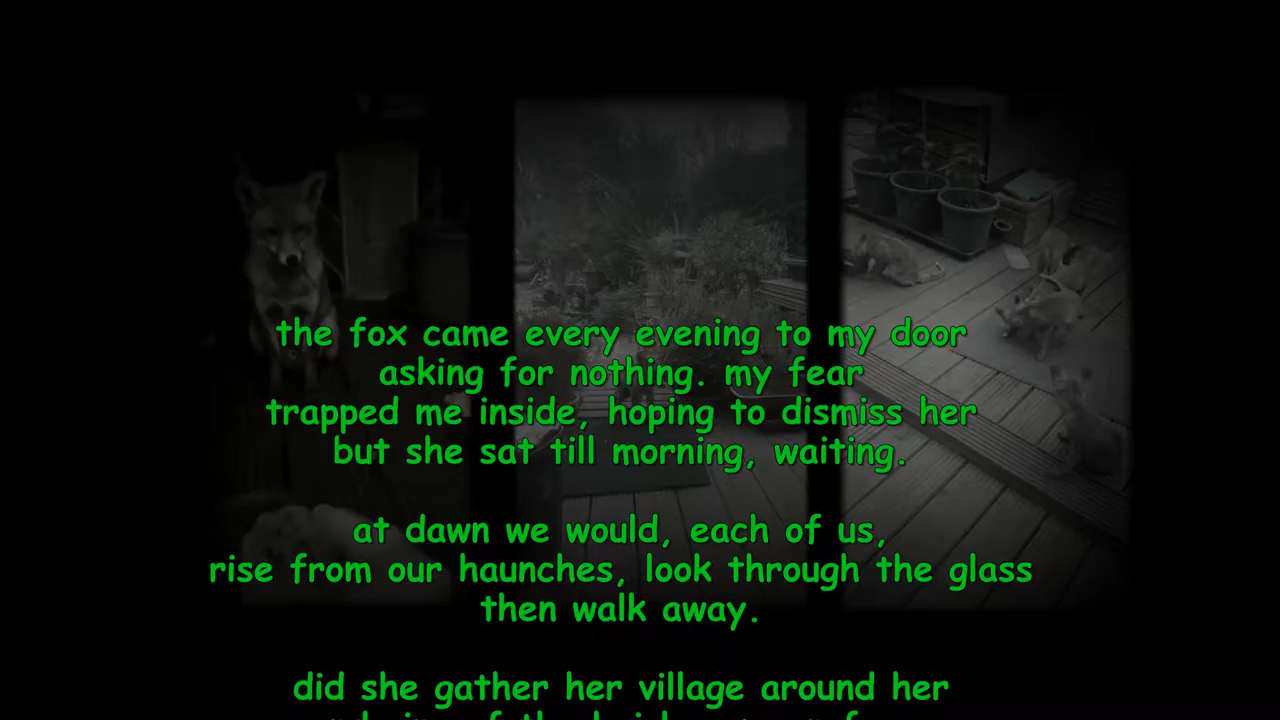 the fox came every evening to my door
asking for nothing. my fear
trapped me inside, hoping to dismiss her
but she sat till morning, waiting.
at dawn we would, each of us,
rise from our haunches, look through the glass
then walk away.
did she gather her village around her